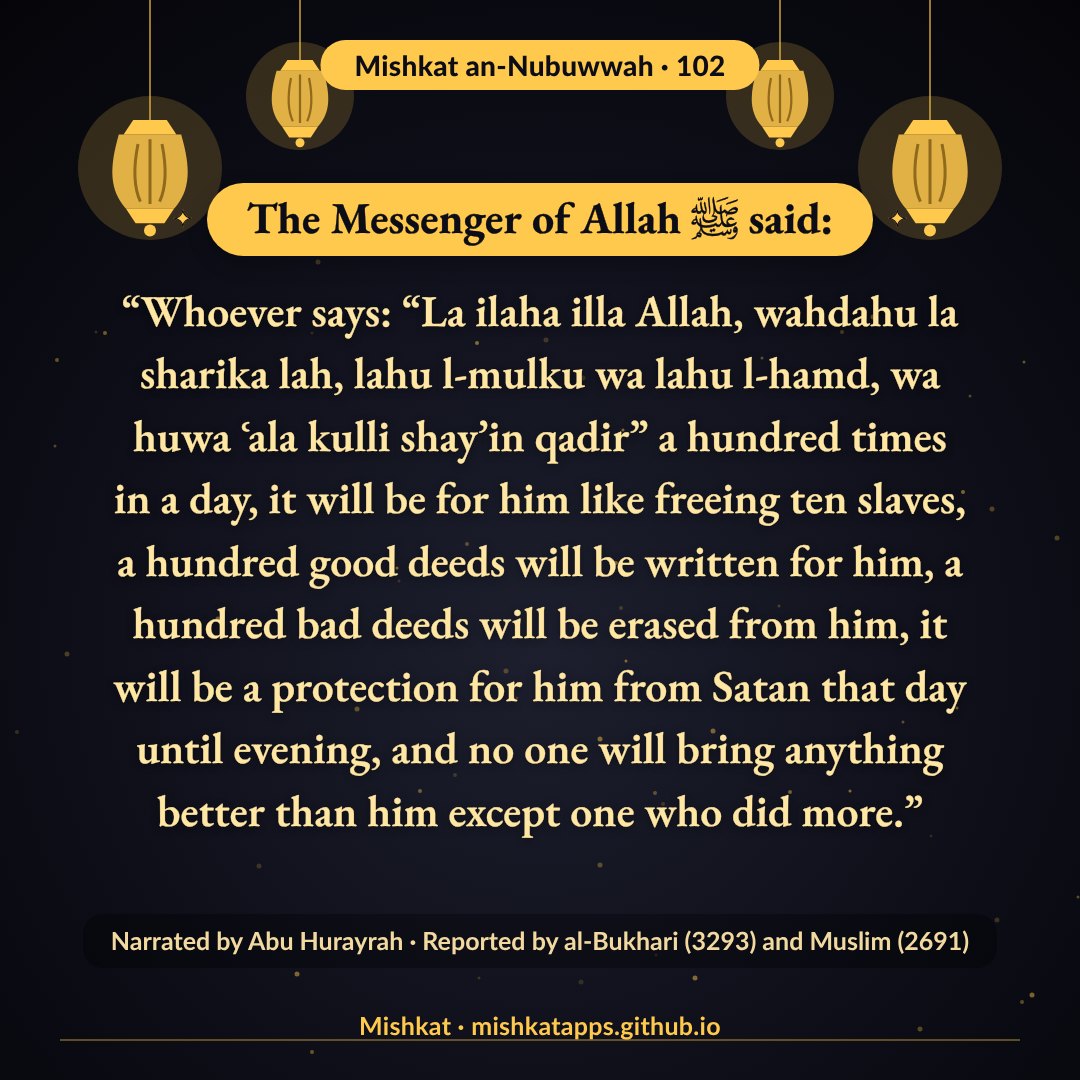 Mishkat an-Nubuwwah · 102
The Messenger of Allah ﷺ said:
“Whoever says: “La ilaha illa Allah, wahdahu la
sharika lah, lahu l-mulku wa lahu l-hamd, wa
huwa ‘ala kulli shay’in qadir” a hundred times
in a day, it will be for him like freeing ten slaves,
a hundred good deeds will be written for him, a
hundred bad deeds will be erased from him, it
will be a protection for him from Satan that day
until evening, and no one will bring anything
better than him except one who did more.”
Narrated by Abu Hurayrah · Reported by al-Bukhari (3293) and Muslim (2691)
Mishkat · mishkatapps.github.io